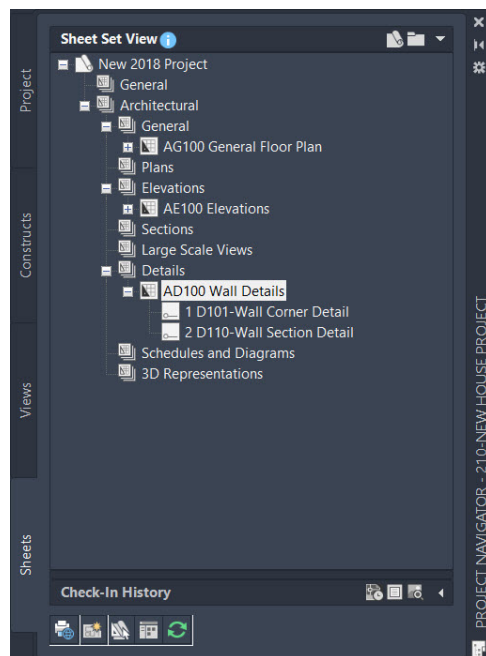 Sheet Set View
New 2018 Project
General
Architectural
General
AG100 General Floor Plan
Plans
Elevations
AE100 Elevations
Sections
Large Scale Views
Details
AD100 Wall Details
1 D101-Wall Corner Detail
2 D110-Wall Section Detail
Schedules and Diagrams
3D Representations
Check-In History
Project
Constructs
Views
Sheets
PROJECT NAVIGATOR - 210-NEW HOUSE PROJECT